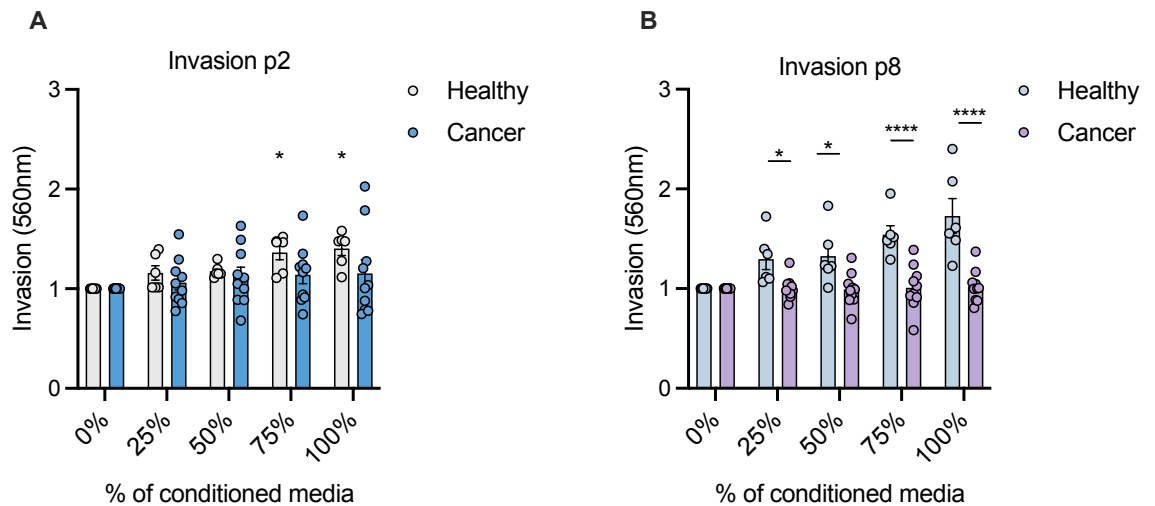 A
Invasion p2
3
2
1
0
Invasion (560nm)
* *
0% 25% 50% 75% 100%
% of conditioned media
Healthy
Cancer
B
Invasion p8
3
2
1
0
Invasion (560nm)
* * **** ****
0% 25% 50% 75% 100%
% of conditioned media
Healthy
Cancer